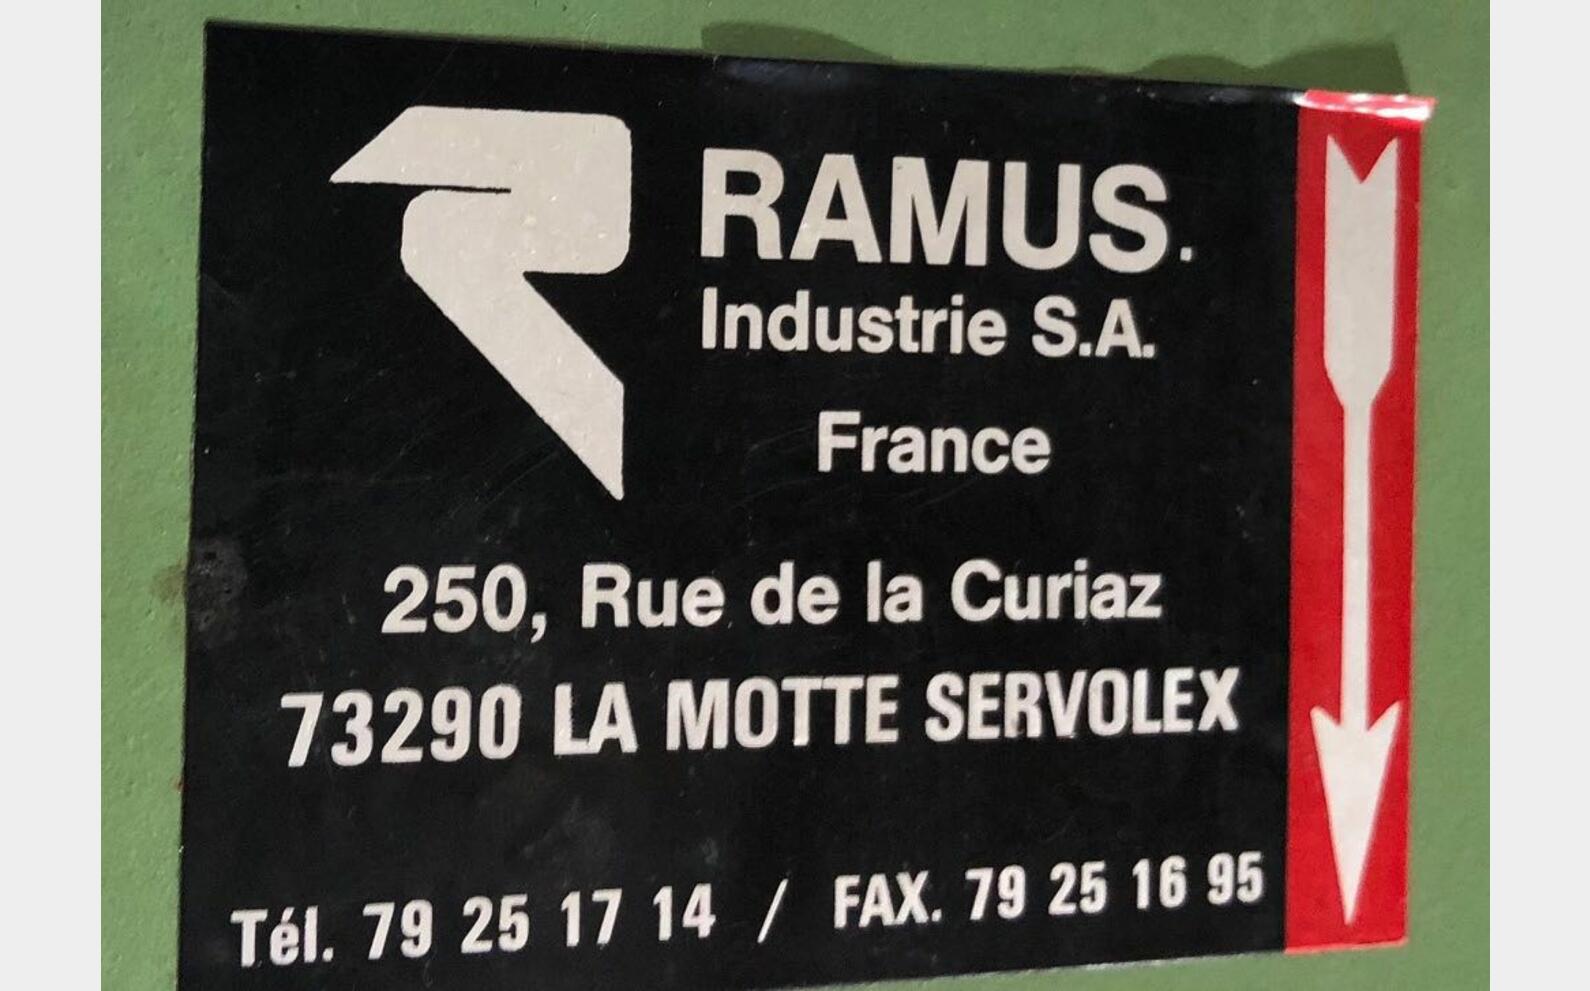 RAMUS.
Industrie S.A.
France
250, Rue de la Curiaz
73290 LA MOTTE SERVOLEX
Tél. 79 25 17 14 / FAX. 79 25 16 95